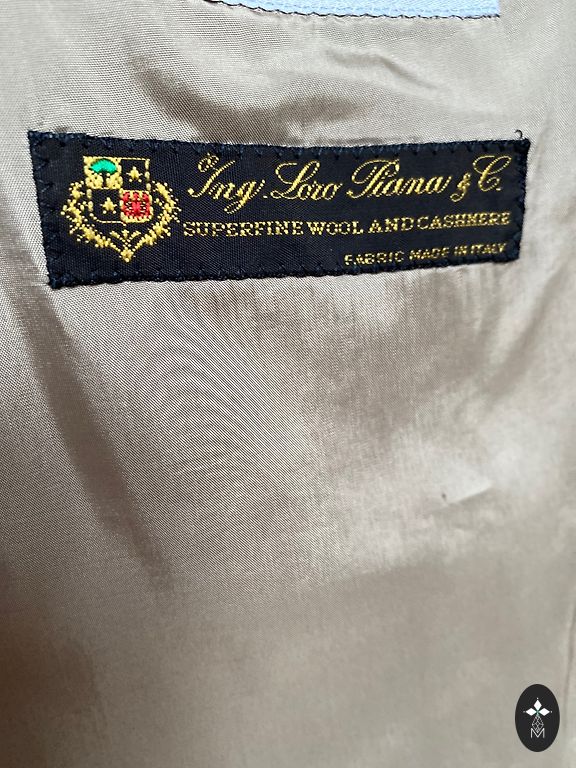 Ing. Loro Piana & C.
SUPERFINE WOOL AND CASHMERE
FABRIC MADE IN ITALY
M